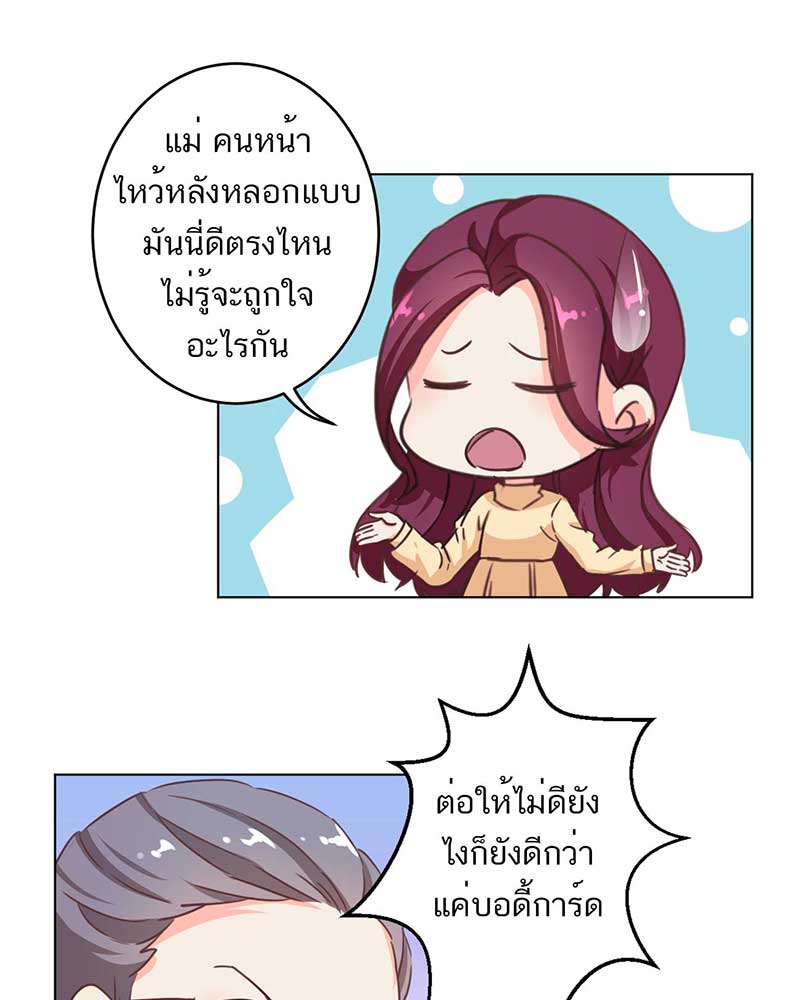 แม่ คนหน้า
ไหว้หลังหลอกแบบ
มันนี่ดีตรงไหน
ไม่รู้จะถูกใจ
อะไรกัน
ต่อให้ไม่ดียัง
ไงก็ยังดีกว่า
แค่บอดี้การ์ด